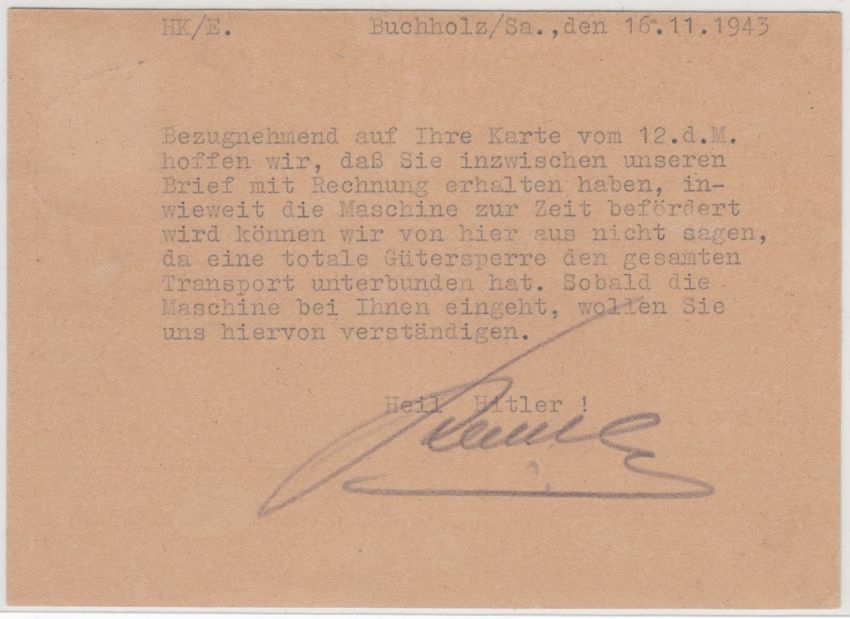 HK/E. Buchholz/Sa.,den 16.11.1943
Bezugnehmend auf Ihre Karte vom 12.d.M.
hoffen wir, daß Sie inzwischen unseren
Brief mit Rechnung erhalten haben, in-
wieweit die Maschine zur Zeit befördert
wird können wir von hier aus nicht sagen,
da eine totale Gütersperre den gesamten
Transport unterbunden hat. Sobald die
Maschine bei Ihnen eingeht, wollen Sie
uns hiervon verständigen.
Heil Hitler !